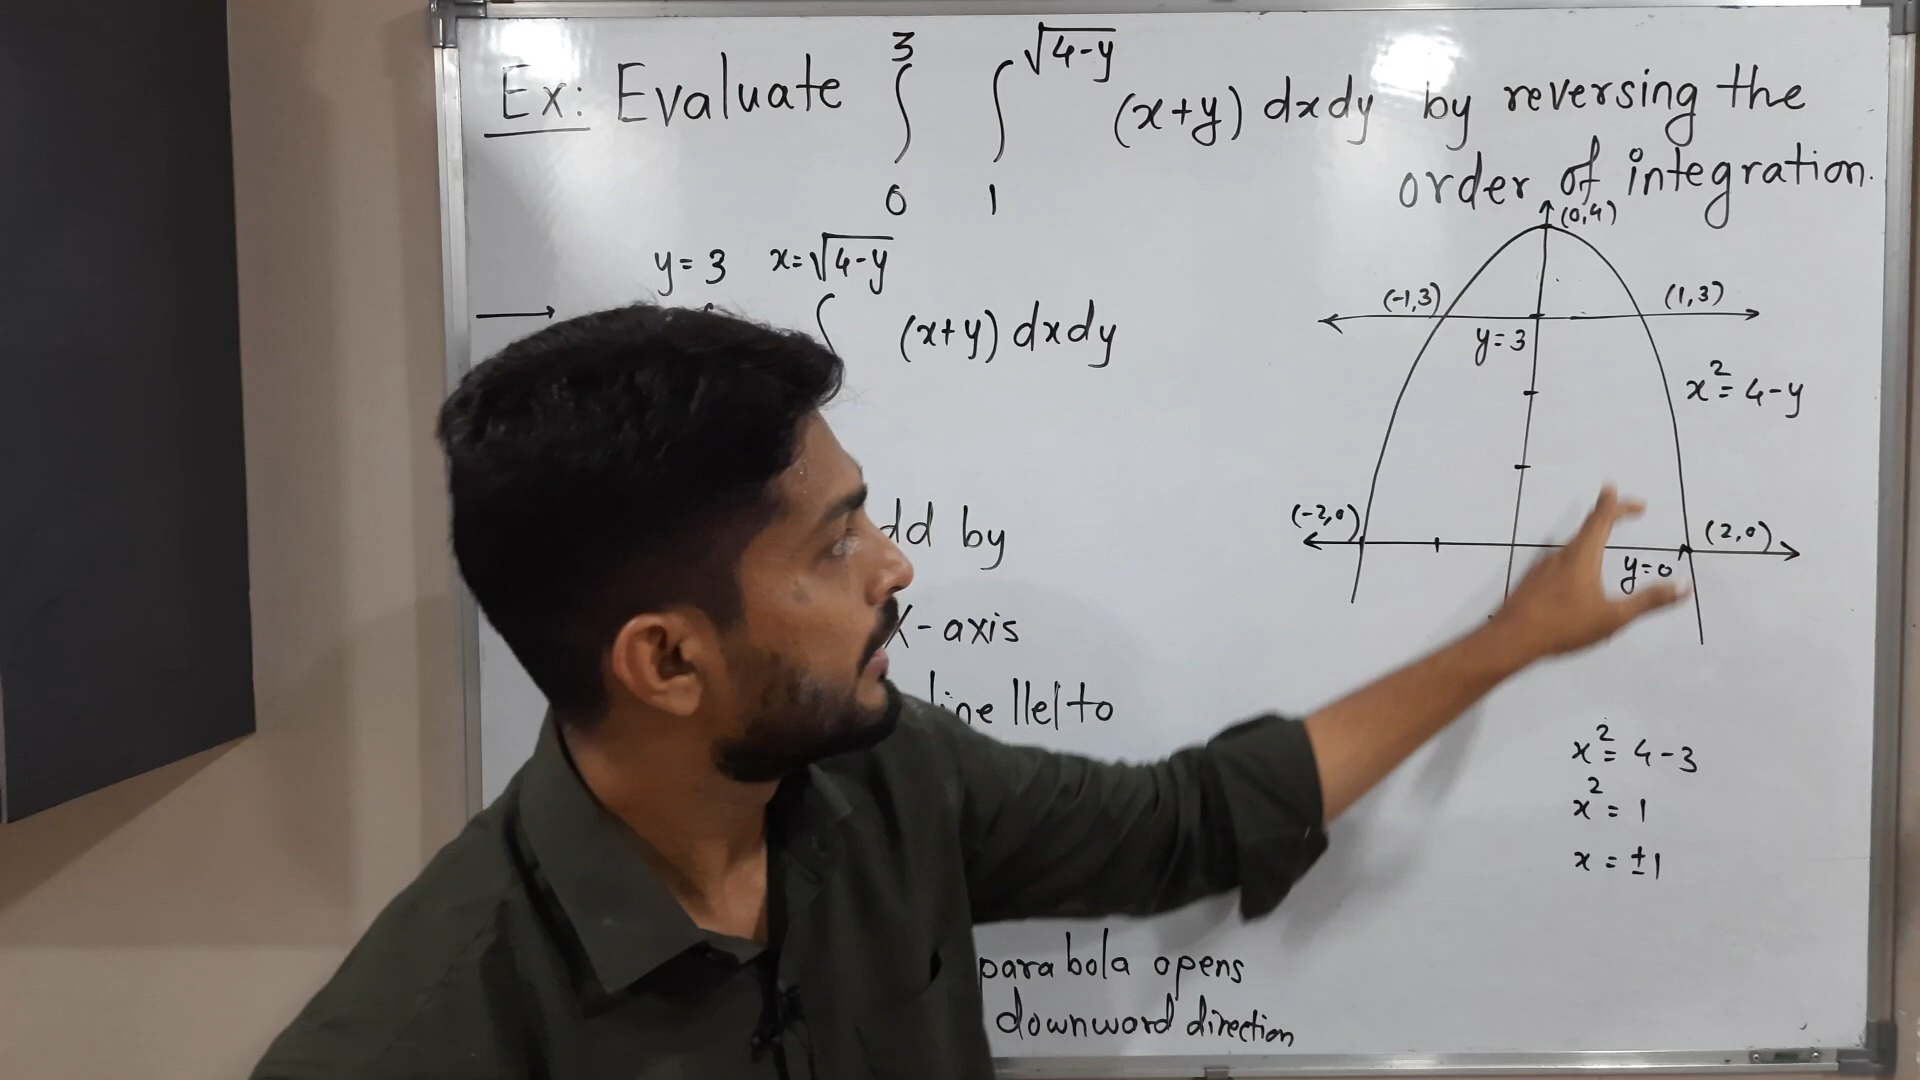 Ex: Evaluate ∫₀³ ∫₁^√(4-y) (x+y) dxdy by reversing the
order of integration.
y=3 x=√(4-y)
→ ∫ (x+y) dxdy
by
X-axis
line llel to
parabola opens
downword direction
(0,4)
(-1,3) (1,3)
y=3
x²=4-y
(-2,0) (2,0)
y=0
x²=4-3
x²=1
x=±1